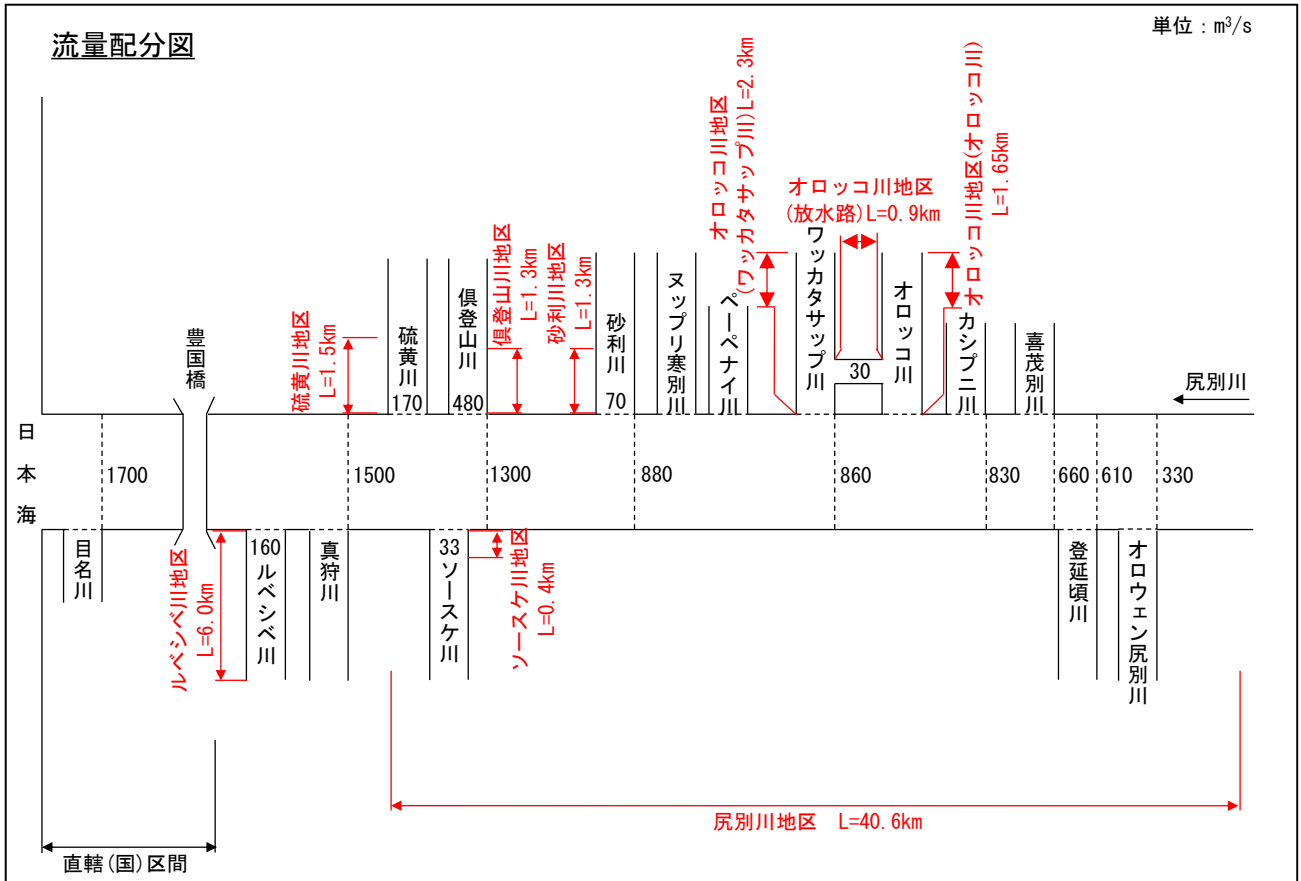 流量配分図
単位：m³/s
オロッコ川地区
(ワッカタサップ川)L=2.3km
オロッコ川地区
(放水路)L=0.9km
オロッコ川地区(オロッコ川)
L=1.65km
豊国橋
硫黄川地区
L=1.5km
硫黄川
170
倶登山川
480
倶登山川地区
L=1.3km
砂利川地区
L=1.3km
砂利川
70
ヌップリ寒別川
ペーペナイ川
ワッカタサップ川
30
オロッコ川
カシプニ川
喜茂別川
尻別川
日本海
1700
1500
1300
880
860
830
660
610
330
目名川
ルベシベ川地区
L=6.0km
160
ルベシベ川
真狩川
33
ソースケ川
ソースケ川地区
L=0.4km
登延頃川
オロウェン尻別川
尻別川地区 L=40.6km
直轄(国)区間